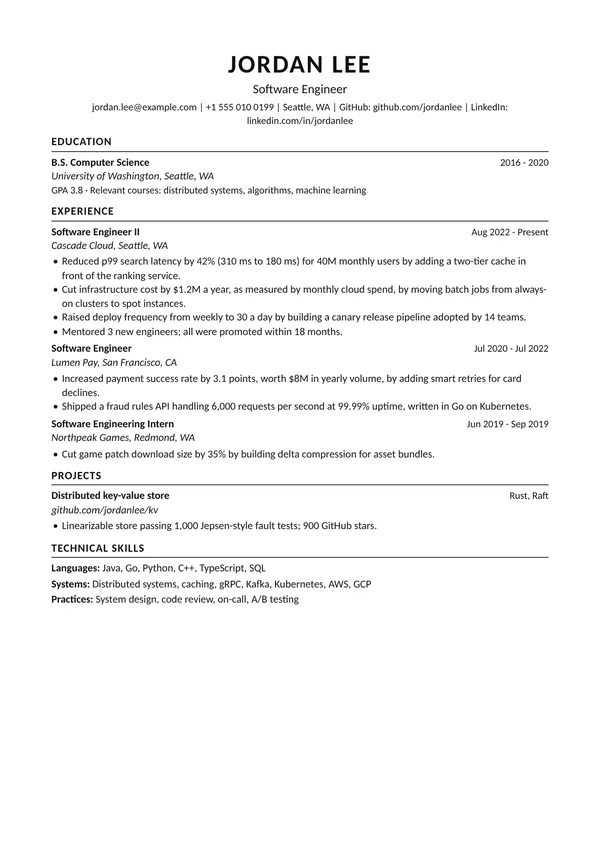 JORDAN LEE
Software Engineer
jordan.lee@example.com | +1 555 010 0199 | Seattle, WA | GitHub: github.com/jordanlee | LinkedIn:
linkedin.com/in/jordanlee
EDUCATION
B.S. Computer Science 2016 - 2020
University of Washington, Seattle, WA
GPA 3.8 · Relevant courses: distributed systems, algorithms, machine learning
EXPERIENCE
Software Engineer II Aug 2022 - Present
Cascade Cloud, Seattle, WA
• Reduced p99 search latency by 42% (310 ms to 180 ms) for 40M monthly users by adding a two-tier cache in
front of the ranking service.
• Cut infrastructure cost by $1.2M a year, as measured by monthly cloud spend, by moving batch jobs from always-
on clusters to spot instances.
• Raised deploy frequency from weekly to 30 a day by building a canary release pipeline adopted by 14 teams.
• Mentored 3 new engineers; all were promoted within 18 months.
Software Engineer Jul 2020 - Jul 2022
Lumen Pay, San Francisco, CA
• Increased payment success rate by 3.1 points, worth $8M in yearly volume, by adding smart retries for card
declines.
• Shipped a fraud rules API handling 6,000 requests per second at 99.99% uptime, written in Go on Kubernetes.
Software Engineering Intern Jun 2019 - Sep 2019
Northpeak Games, Redmond, WA
• Cut game patch download size by 35% by building delta compression for asset bundles.
PROJECTS
Distributed key-value store Rust, Raft
github.com/jordanlee/kv
• Linearizable store passing 1,000 Jepsen-style fault tests; 900 GitHub stars.
TECHNICAL SKILLS
Languages: Java, Go, Python, C++, TypeScript, SQL
Systems: Distributed systems, caching, gRPC, Kafka, Kubernetes, AWS, GCP
Practices: System design, code review, on-call, A/B testing